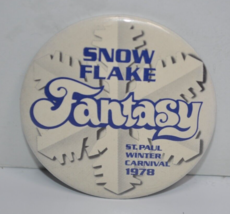 SNOW
FLAKE
Fantasy
ST. PAUL
WINTER
CARNIVAL
1978